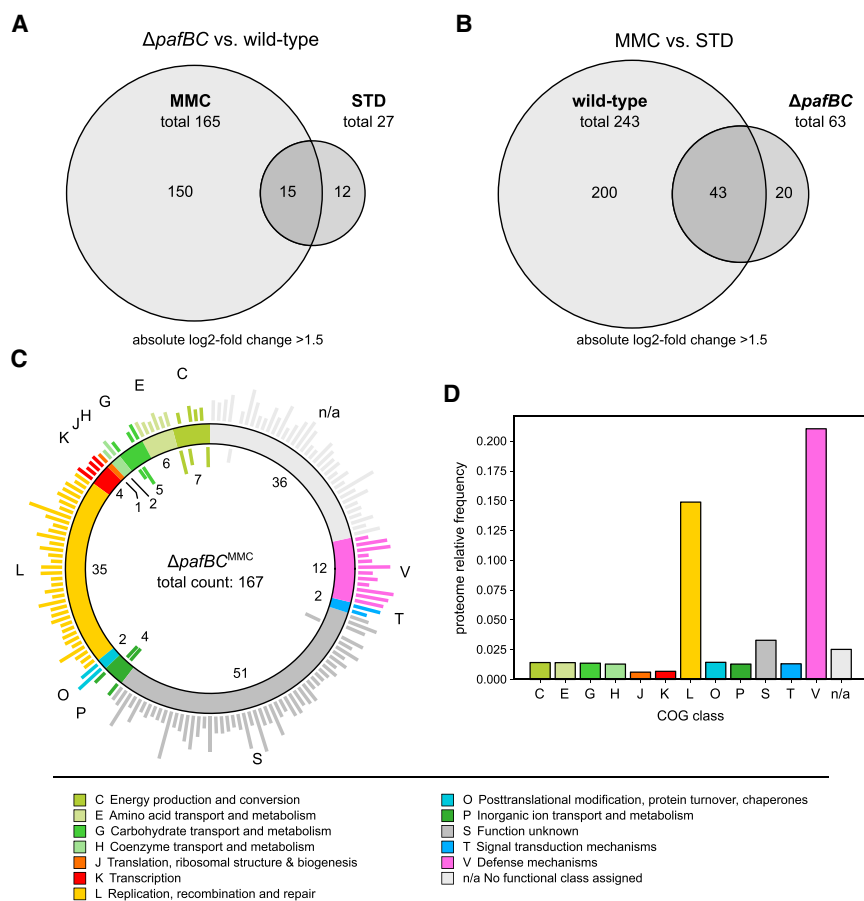 A
ΔpafBC vs. wild-type
MMC
total 165
STD
total 27
150
15
12
absolute log2-fold change >1.5
B
MMC vs. STD
wild-type
total 243
ΔpafBC
total 63
200
43
20
absolute log2-fold change >1.5
C
C
E
G
H
J
K
L
O
P
S
T
V
n/a
36
12
2
51
4
2
35
4
1
2
5
6
7
ΔpafBC^MMC
total count: 167
D
proteome relative frequency
0.200
0.175
0.150
0.125
0.100
0.075
0.050
0.025
0.000
C E G H J K L O P S T V n/a
COG class
C Energy production and conversion
E Amino acid transport and metabolism
G Carbohydrate transport and metabolism
H Coenzyme transport and metabolism
J Translation, ribosomal structure & biogenesis
K Transcription
L Replication, recombination and repair
O Posttranslational modification, protein turnover, chaperones
P Inorganic ion transport and metabolism
S Function unknown
T Signal transduction mechanisms
V Defense mechanisms
n/a No functional class assigned